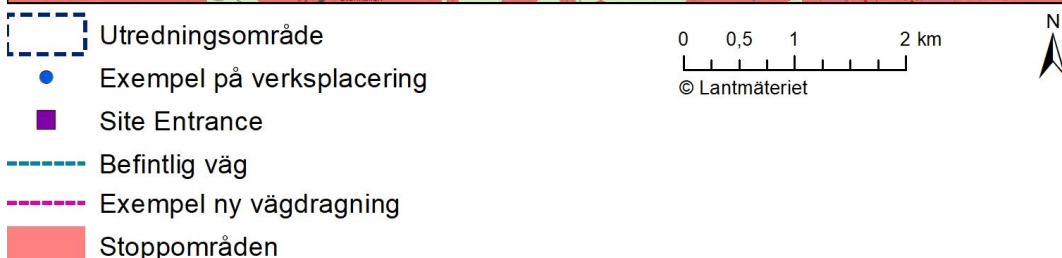 Utredningsområde
Exempel på verksplacering
Site Entrance
Befintlig väg
Exempel ny vägdragning
Stoppområden
0 0,5 1 2 km
© Lantmäteriet
N